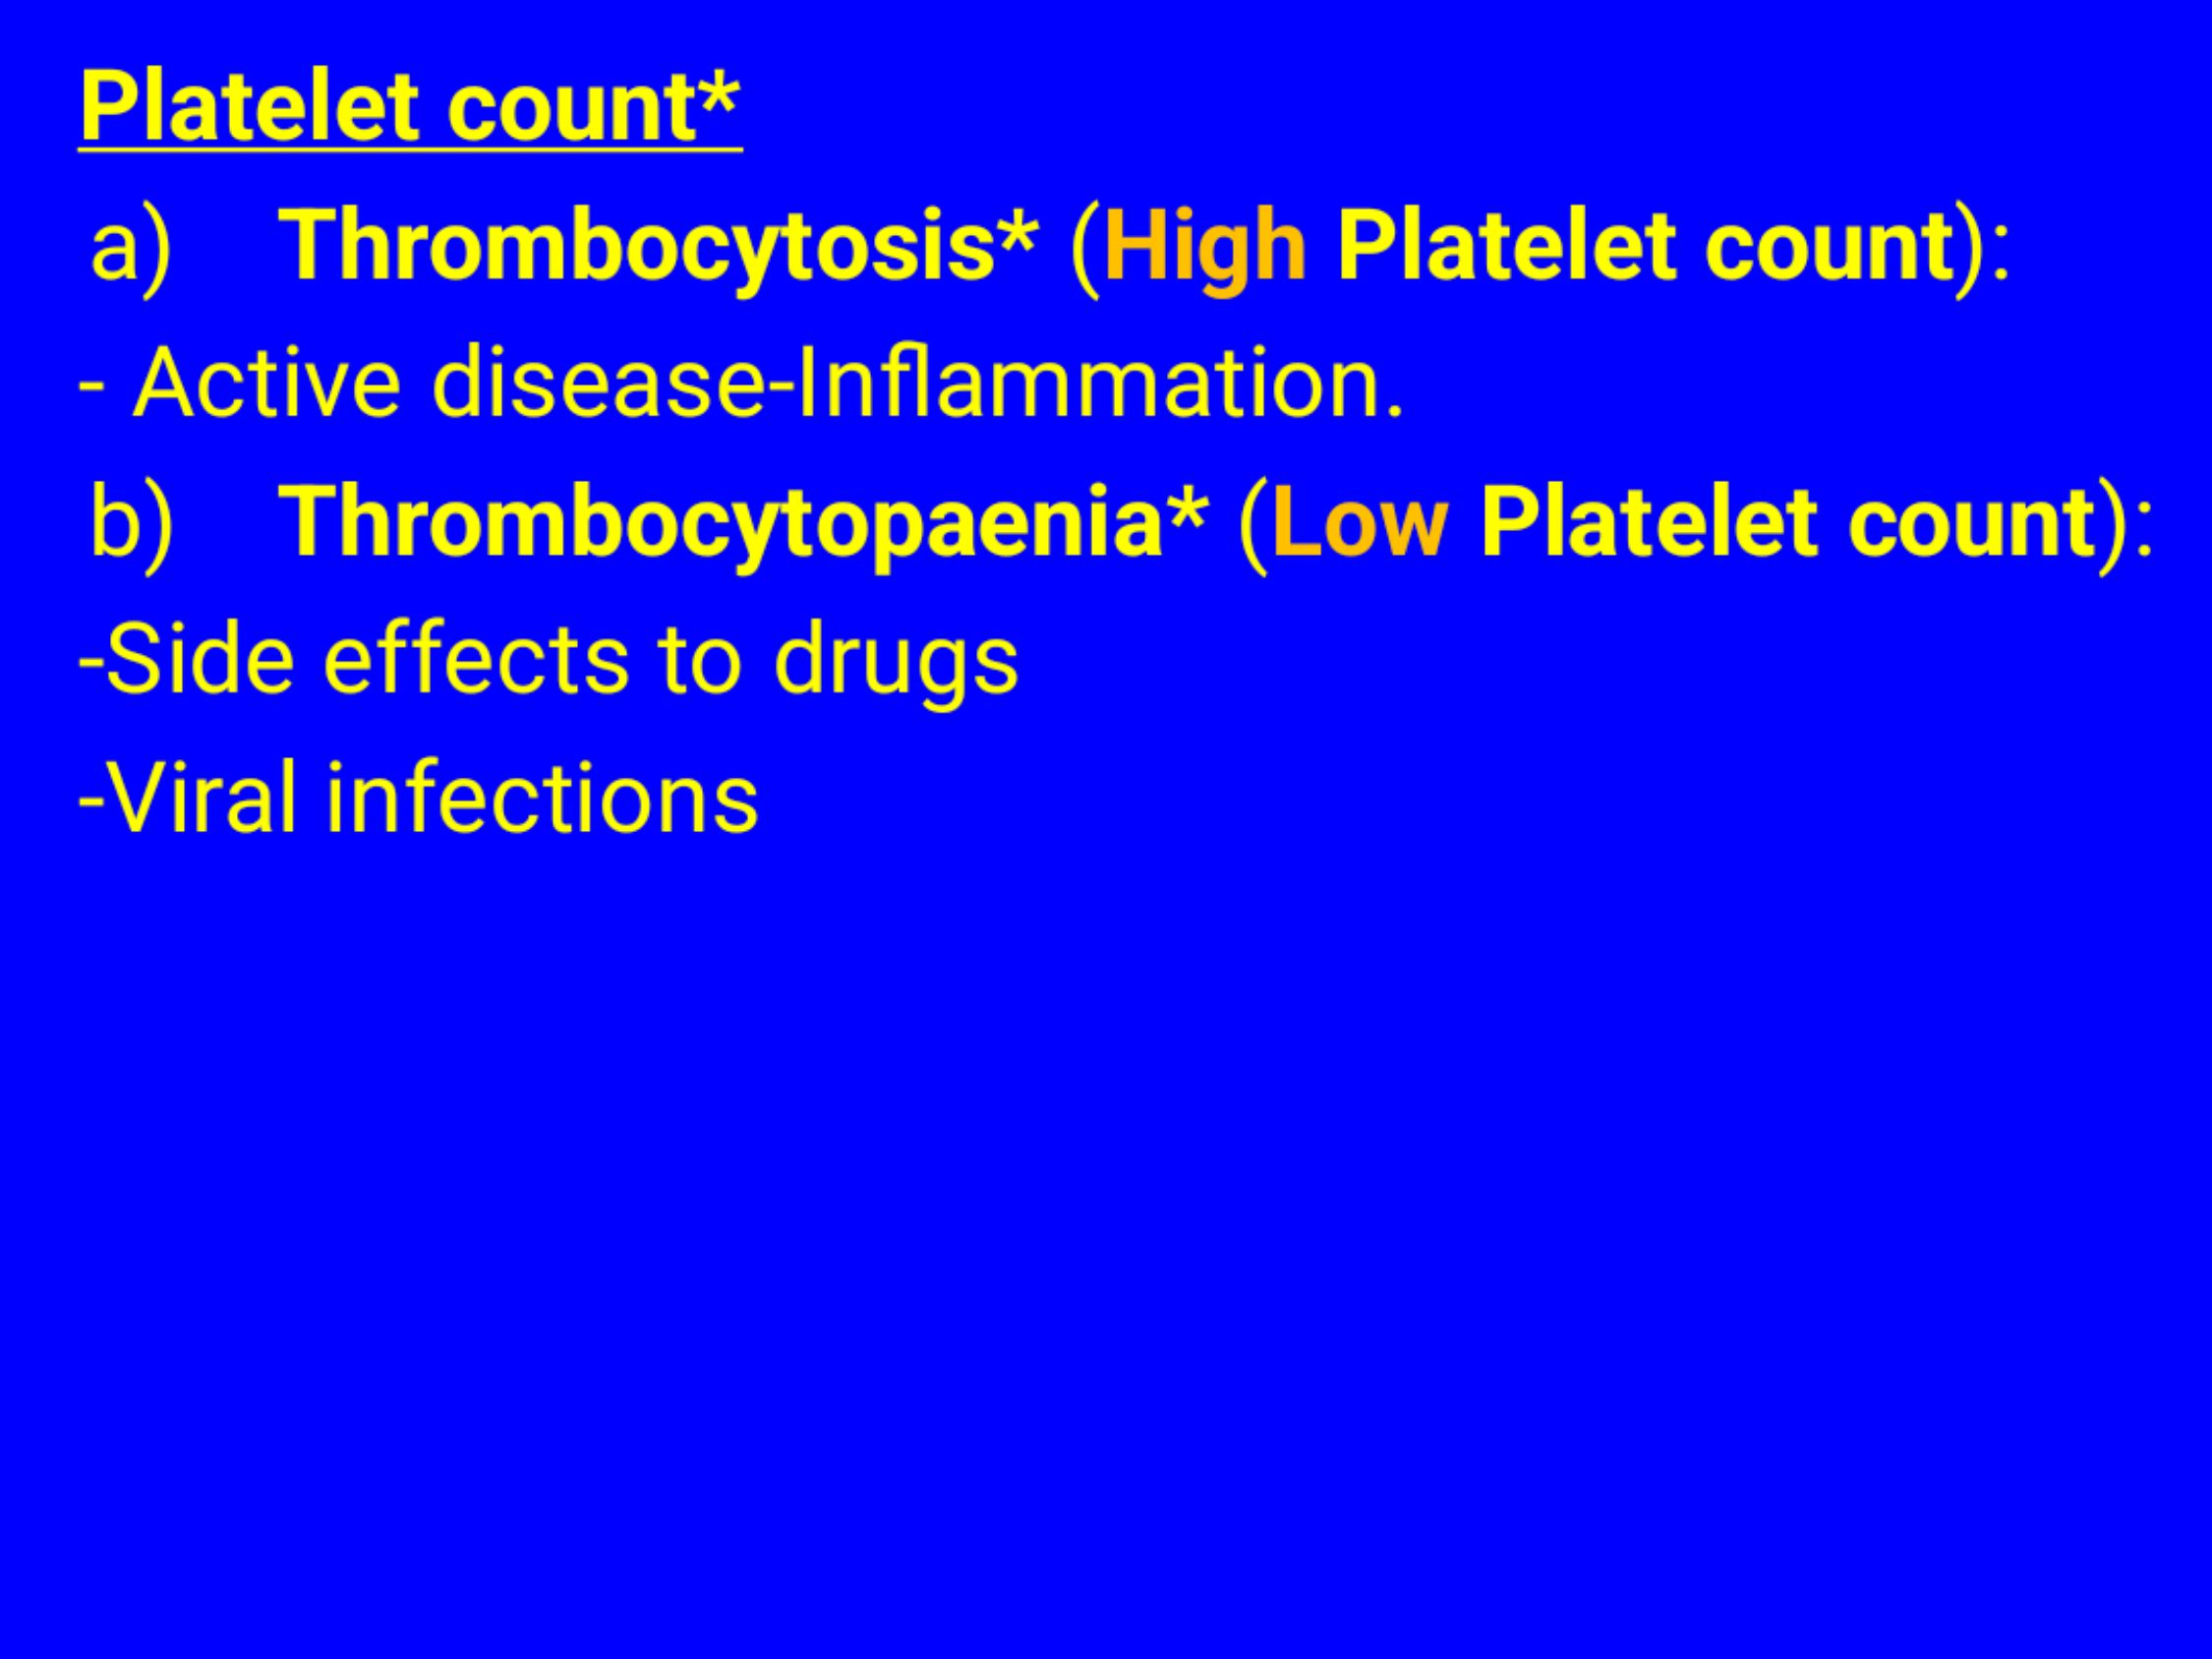 Platelet count*
a) Thrombocytosis* (High Platelet count):
- Active disease-Inflammation.
b) Thrombocytopaenia* (Low Platelet count):
-Side effects to drugs
-Viral infections